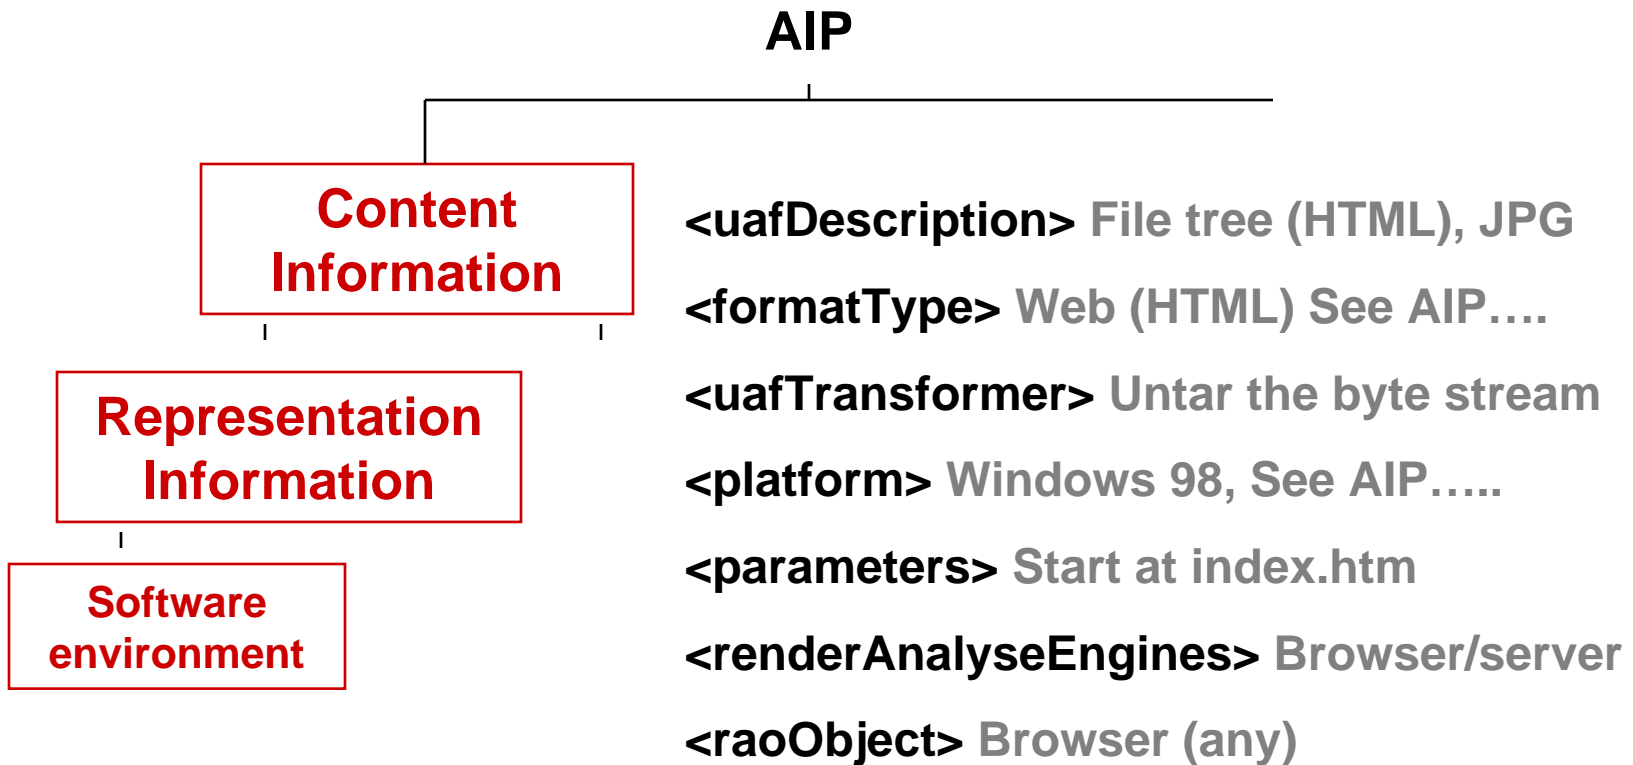 AIP
Content
Information
Representation
Information
Software
environment
<uafDescription> File tree (HTML), JPG
<formatType> Web (HTML) See AIP….
<uafTransformer> Untar the byte stream
<platform> Windows 98, See AIP…..
<parameters> Start at index.htm
<renderAnalyseEngines> Browser/server
<raoObject> Browser (any)